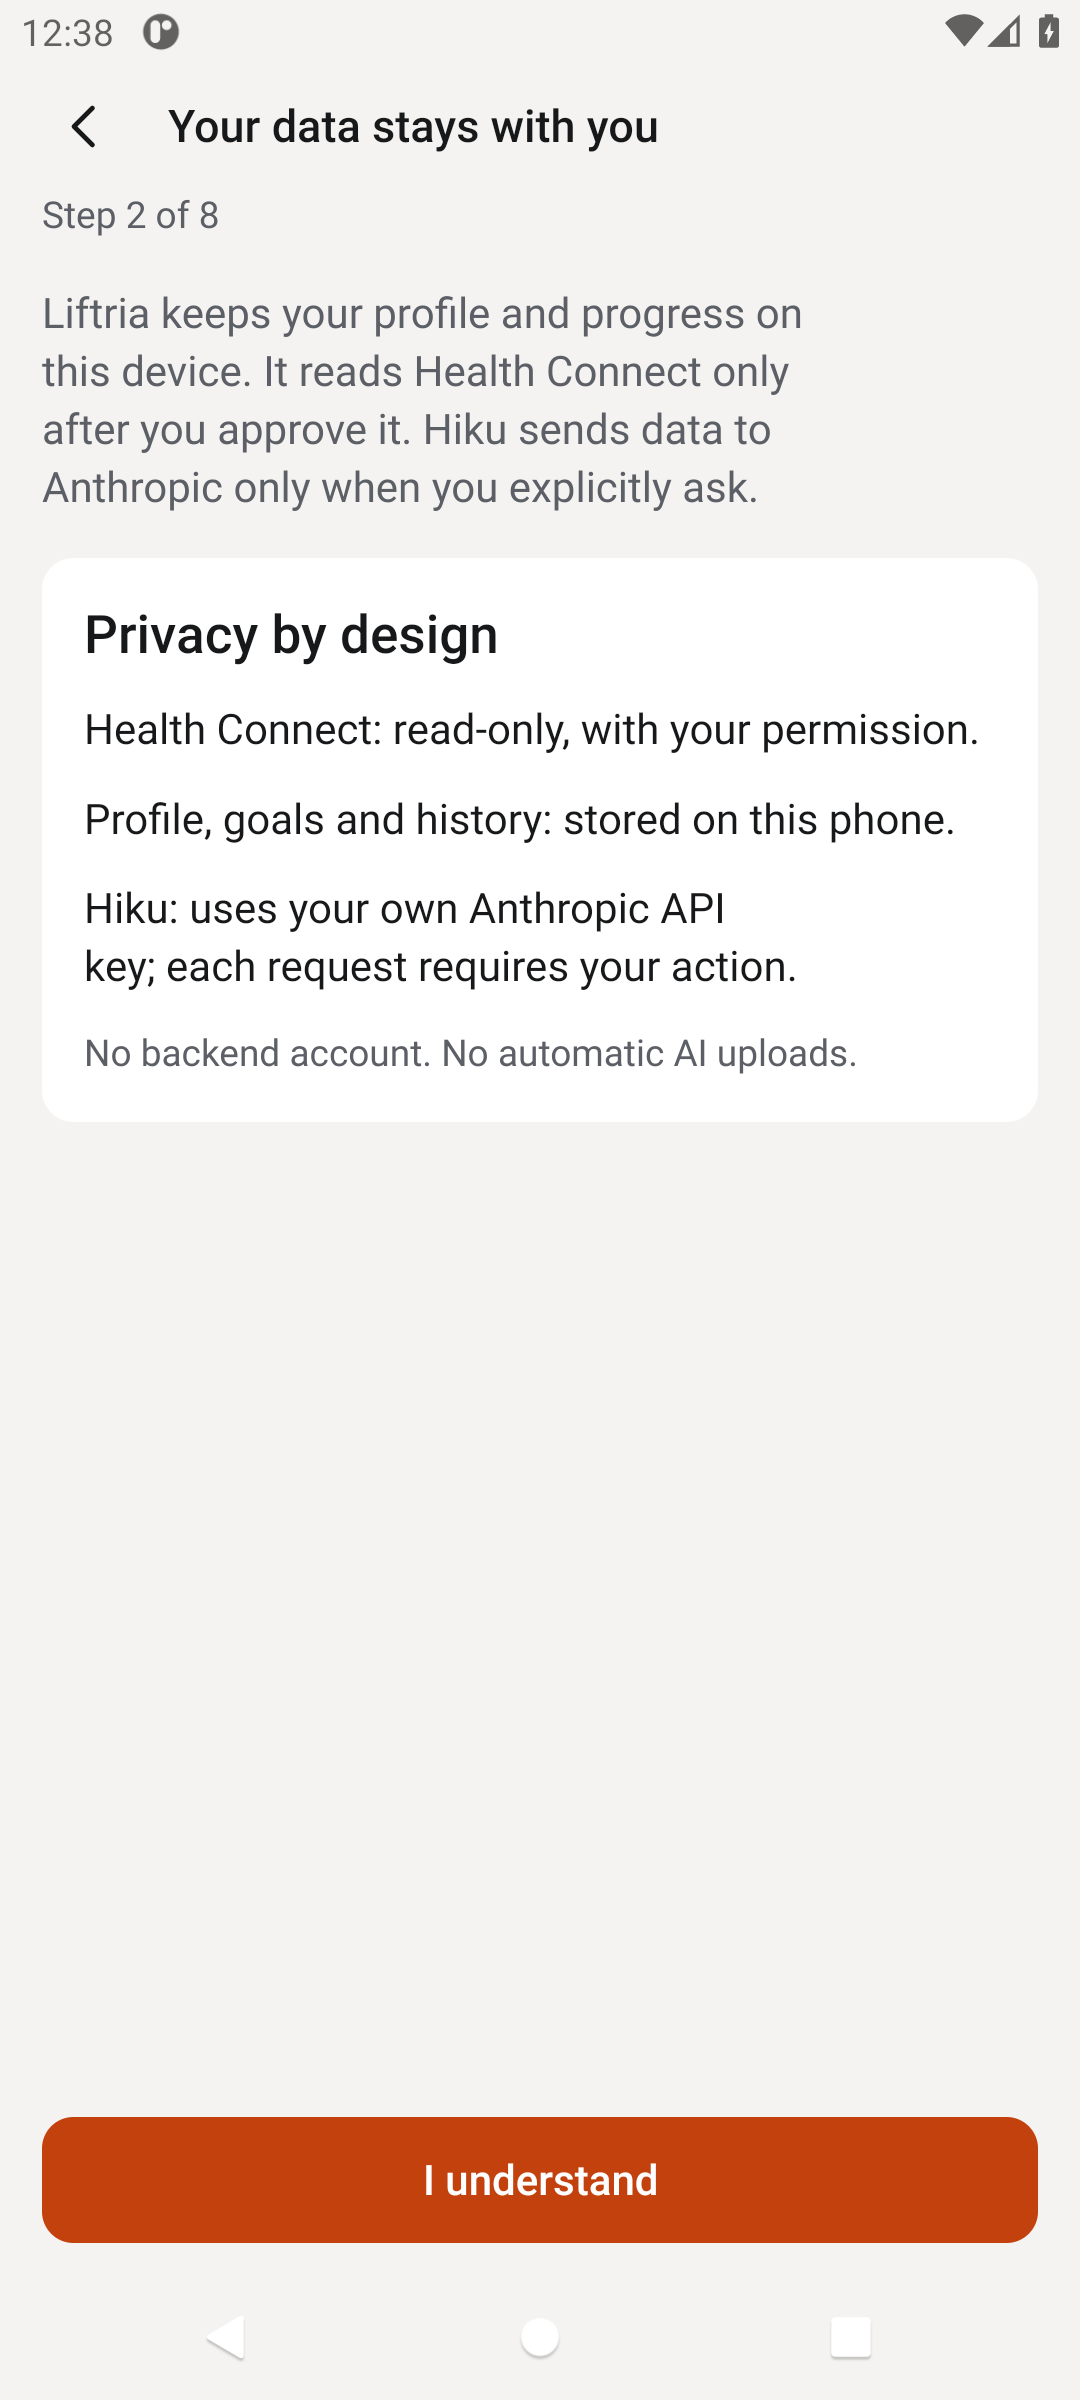 12:38
Your data stays with you
Step 2 of 8
Liftria keeps your profile and progress on
this device. It reads Health Connect only
after you approve it. Hiku sends data to
Anthropic only when you explicitly ask.
Privacy by design
Health Connect: read-only, with your permission.
Profile, goals and history: stored on this phone.
Hiku: uses your own Anthropic API
key; each request requires your action.
No backend account. No automatic AI uploads.
I understand